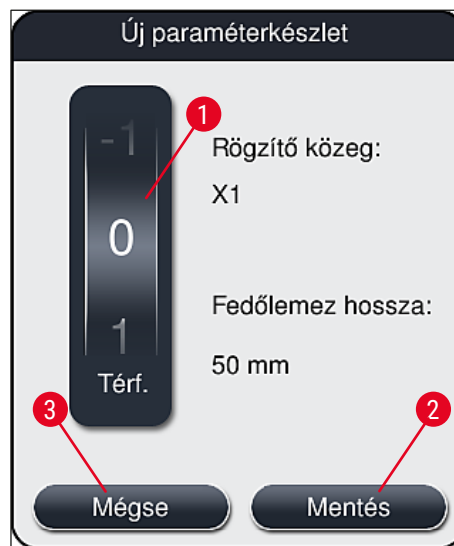 Új paraméterkészlet
-1
1
Rögzítő közeg:
X1
0
Fedőlemez hossza:
1
50 mm
Térf.
3
2
Mégse
Mentés